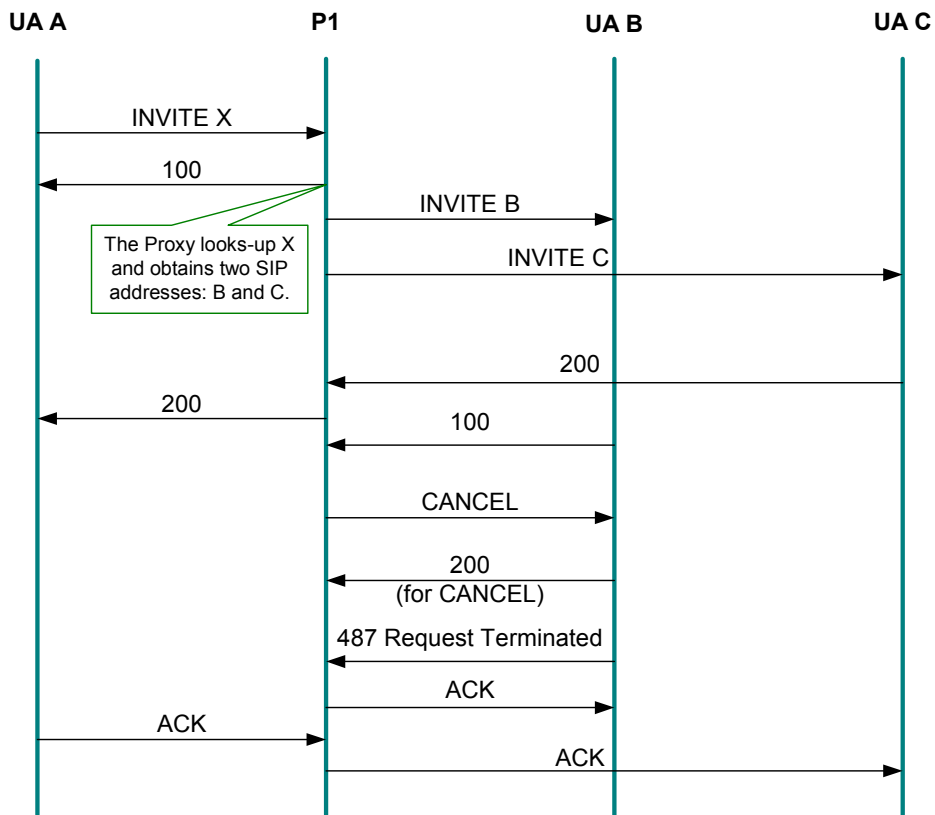 UA A P1 UA B UA C
INVITE X
100
INVITE B
The Proxy looks-up X
and obtains two SIP
addresses: B and C.
INVITE C
200
200
100
CANCEL
200
(for CANCEL)
487 Request Terminated
ACK
ACK
ACK